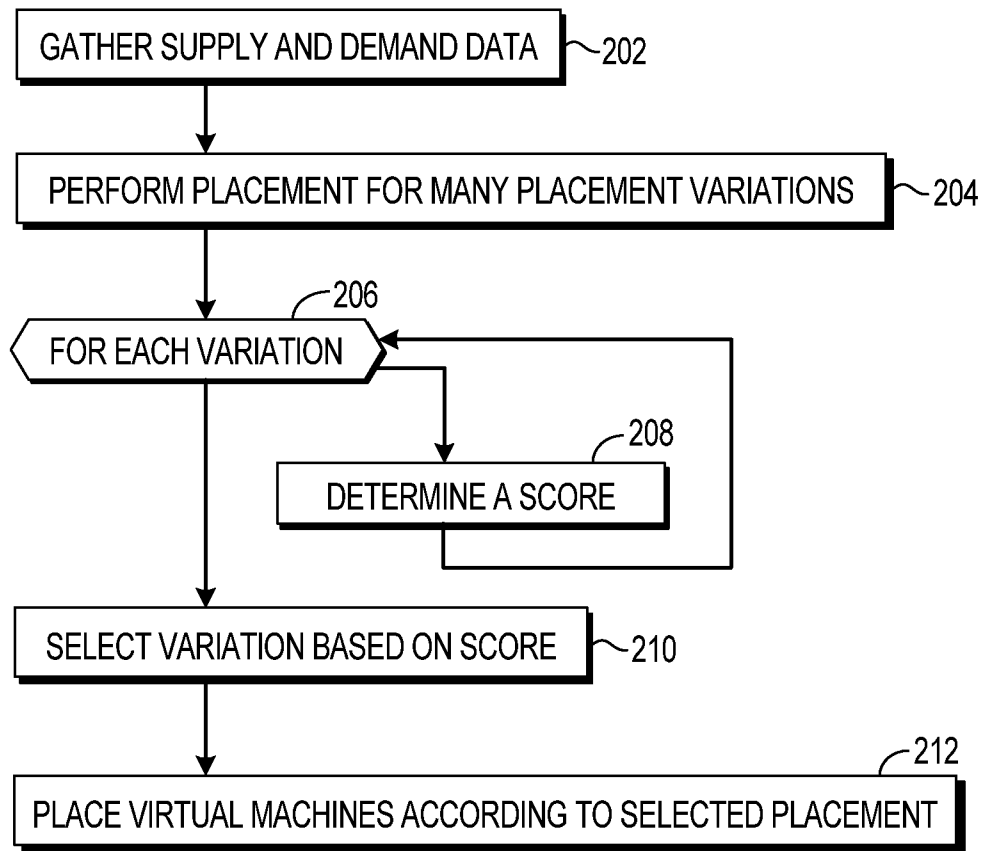 GATHER SUPPLY AND DEMAND DATA
202
PERFORM PLACEMENT FOR MANY PLACEMENT VARIATIONS
204
206
FOR EACH VARIATION
208
DETERMINE A SCORE
SELECT VARIATION BASED ON SCORE
210
212
PLACE VIRTUAL MACHINES ACCORDING TO SELECTED PLACEMENT